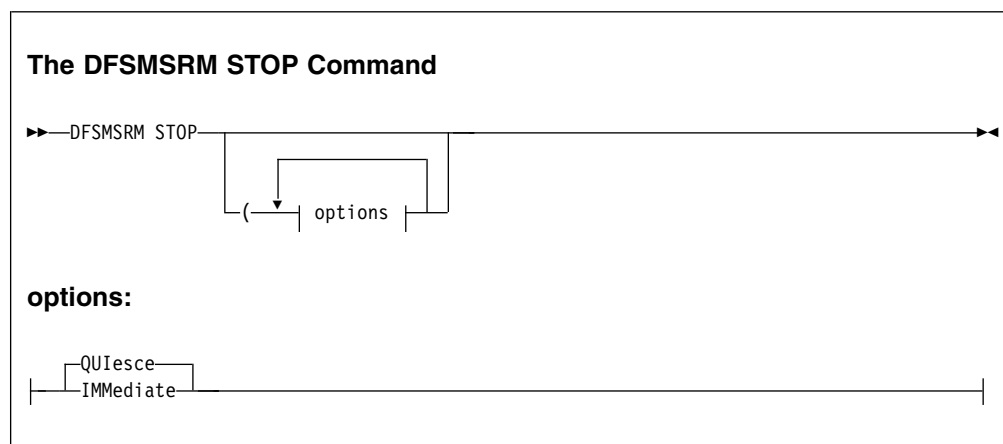 The DFSMSRM STOP Command
DFSMSRM STOP
( options
options:
QUIesce
IMMediate